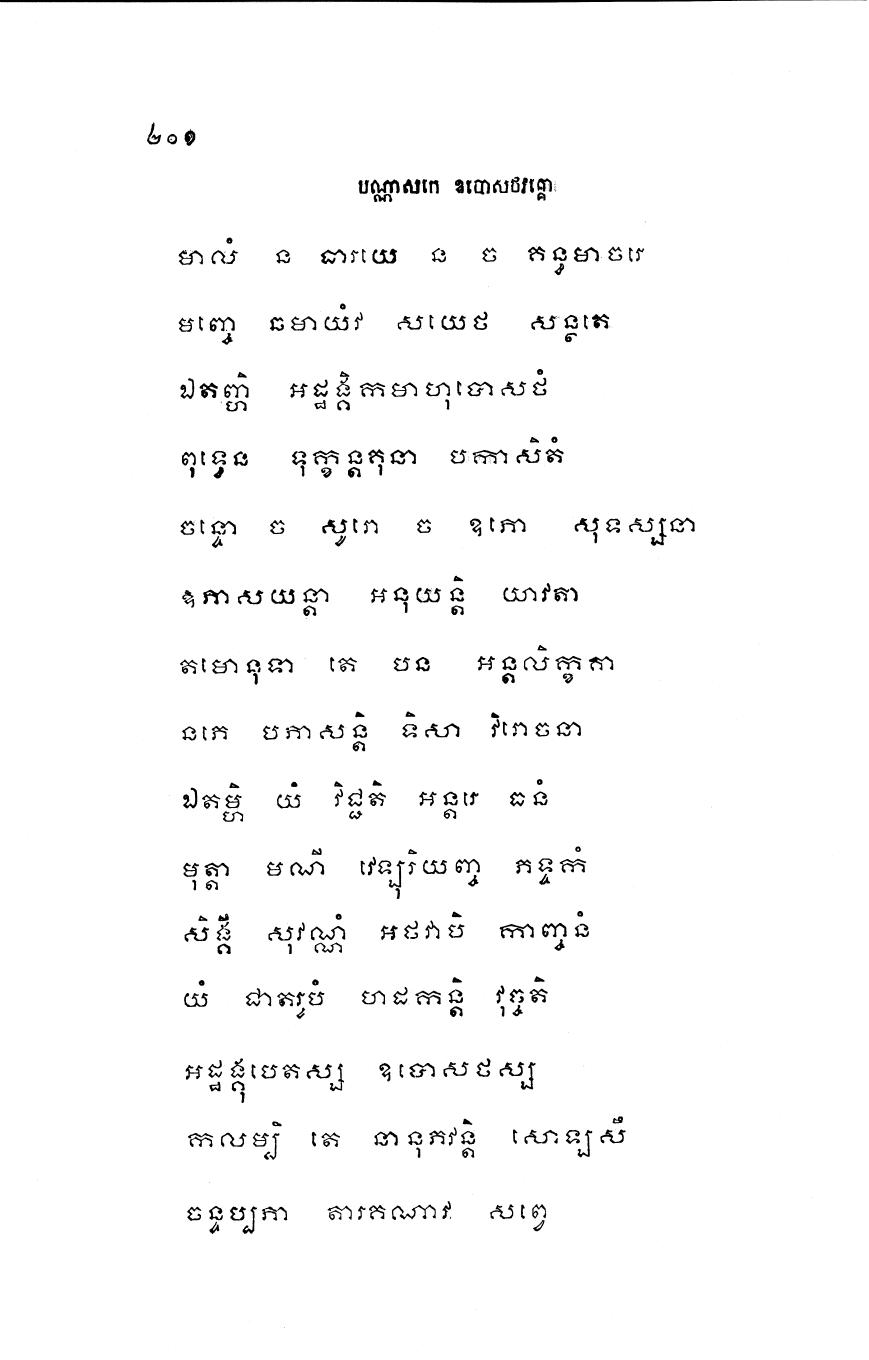 ២០១
បណ្ណាសកេ ឧបោសថវគ្គោ
មាលំ ន ធារយេ ន ច គន្ធមាចរេ
មញ្ចេ ឆមាយំវ សយេថ សន្ថតេ
ឯតញ្ហិ អដ្ឋង្គិកមាហុបោសថំ
ពុទ្ធេន ទុក្ខន្តគុនា បកាសិតំ
ចន្ទោ ច សូរោ ច ឧភោ សុទស្សនា
ឱភាសយន្តា អនុយន្តិ យាវតា
តមោនុទា តេ បន អន្តលិក្ខគា
នភេ បភាសន្តិ ទិសា វិរោចនា
ឯតម្ហិ យំ វិជ្ជតិ អន្តរេ ធនំ
មុត្តា មណី វេឡុរិយញ្ច ភទ្ទកំ
សិង្គី សុវណ្ណំ អថវាបិ កាញ្ចនំ
យំ ជាតរូបំ ហដកន្តិ វុច្ចតិ
អដ្ឋង្គុបេតស្ស ឧបោសថស្ស
កលម្បិ តេ នានុភវន្តិ សោឡសឹ
ចន្ទប្បភា តារគណាវ សព្វេ